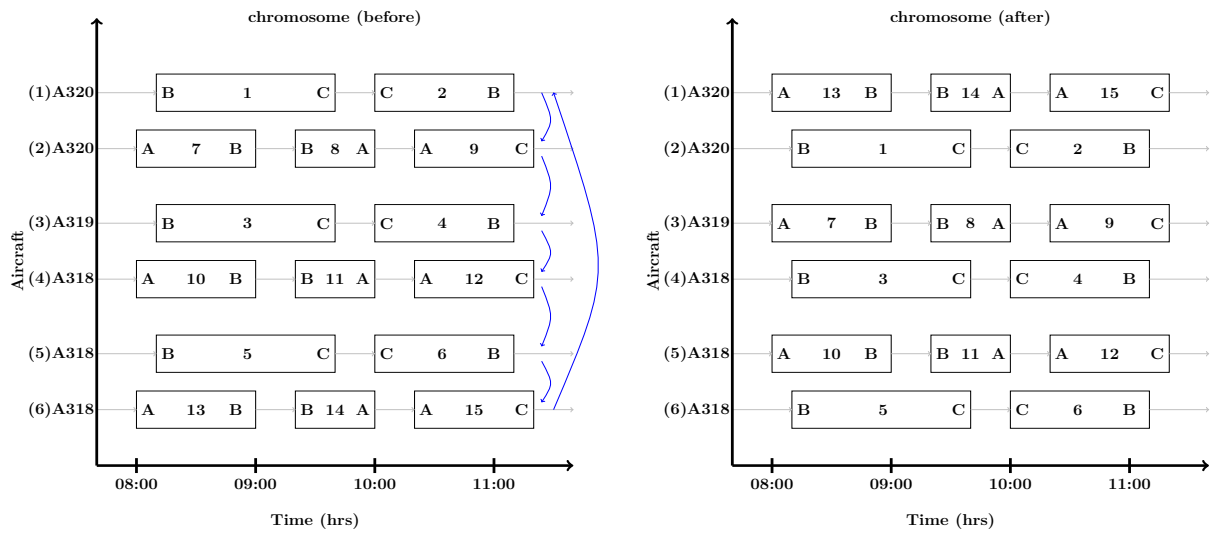 chromosome (before)
(1)A320 B 1 C C 2 B
(2)A320 A 7 B B 8 A A 9 C
(3)A319 B 3 C C 4 B
(4)A318 A 10 B B 11 A A 12 C
(5)A318 B 5 C C 6 B
(6)A318 A 13 B B 14 A A 15 C
Aircraft
08:00 09:00 10:00 11:00
Time (hrs)
chromosome (after)
(1)A320 A 13 B B 14 A A 15 C
(2)A320 B 1 C C 2 B
(3)A319 A 7 B B 8 A A 9 C
(4)A318 B 3 C C 4 B
(5)A318 A 10 B B 11 A A 12 C
(6)A318 B 5 C C 6 B
Aircraft
08:00 09:00 10:00 11:00
Time (hrs)